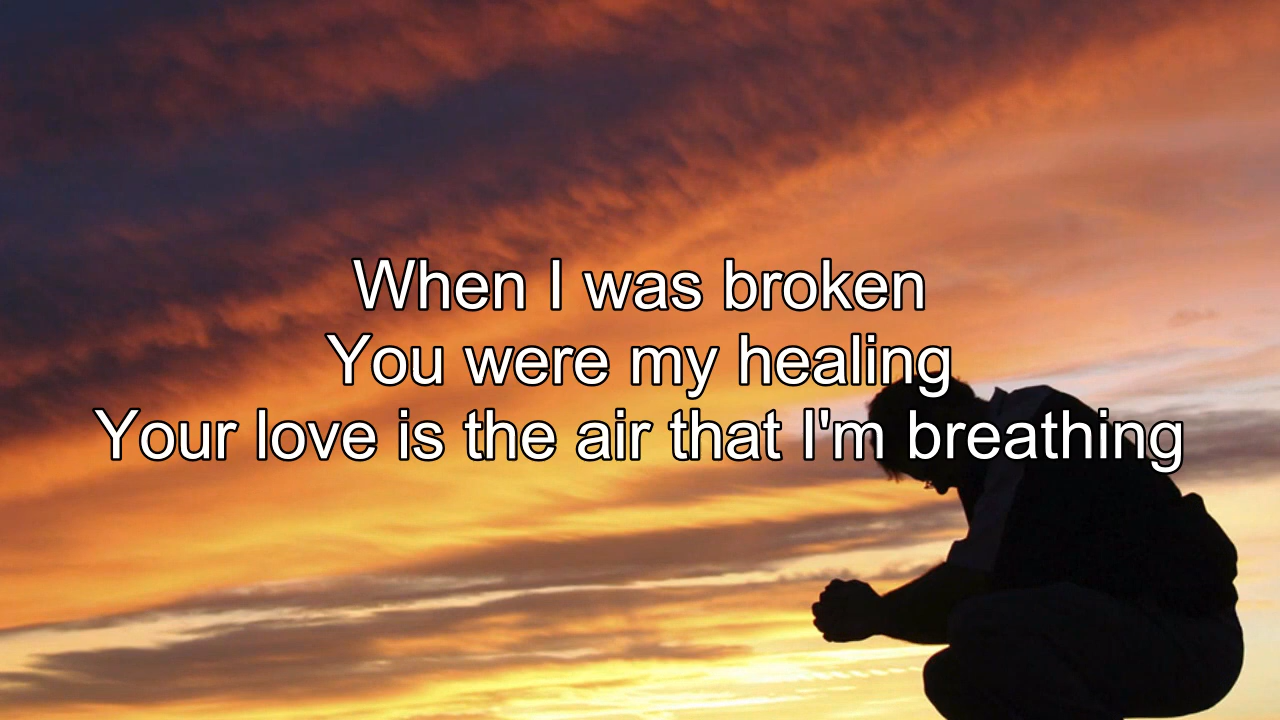 When I was broken
You were my healing
Your love is the air that I'm breathing